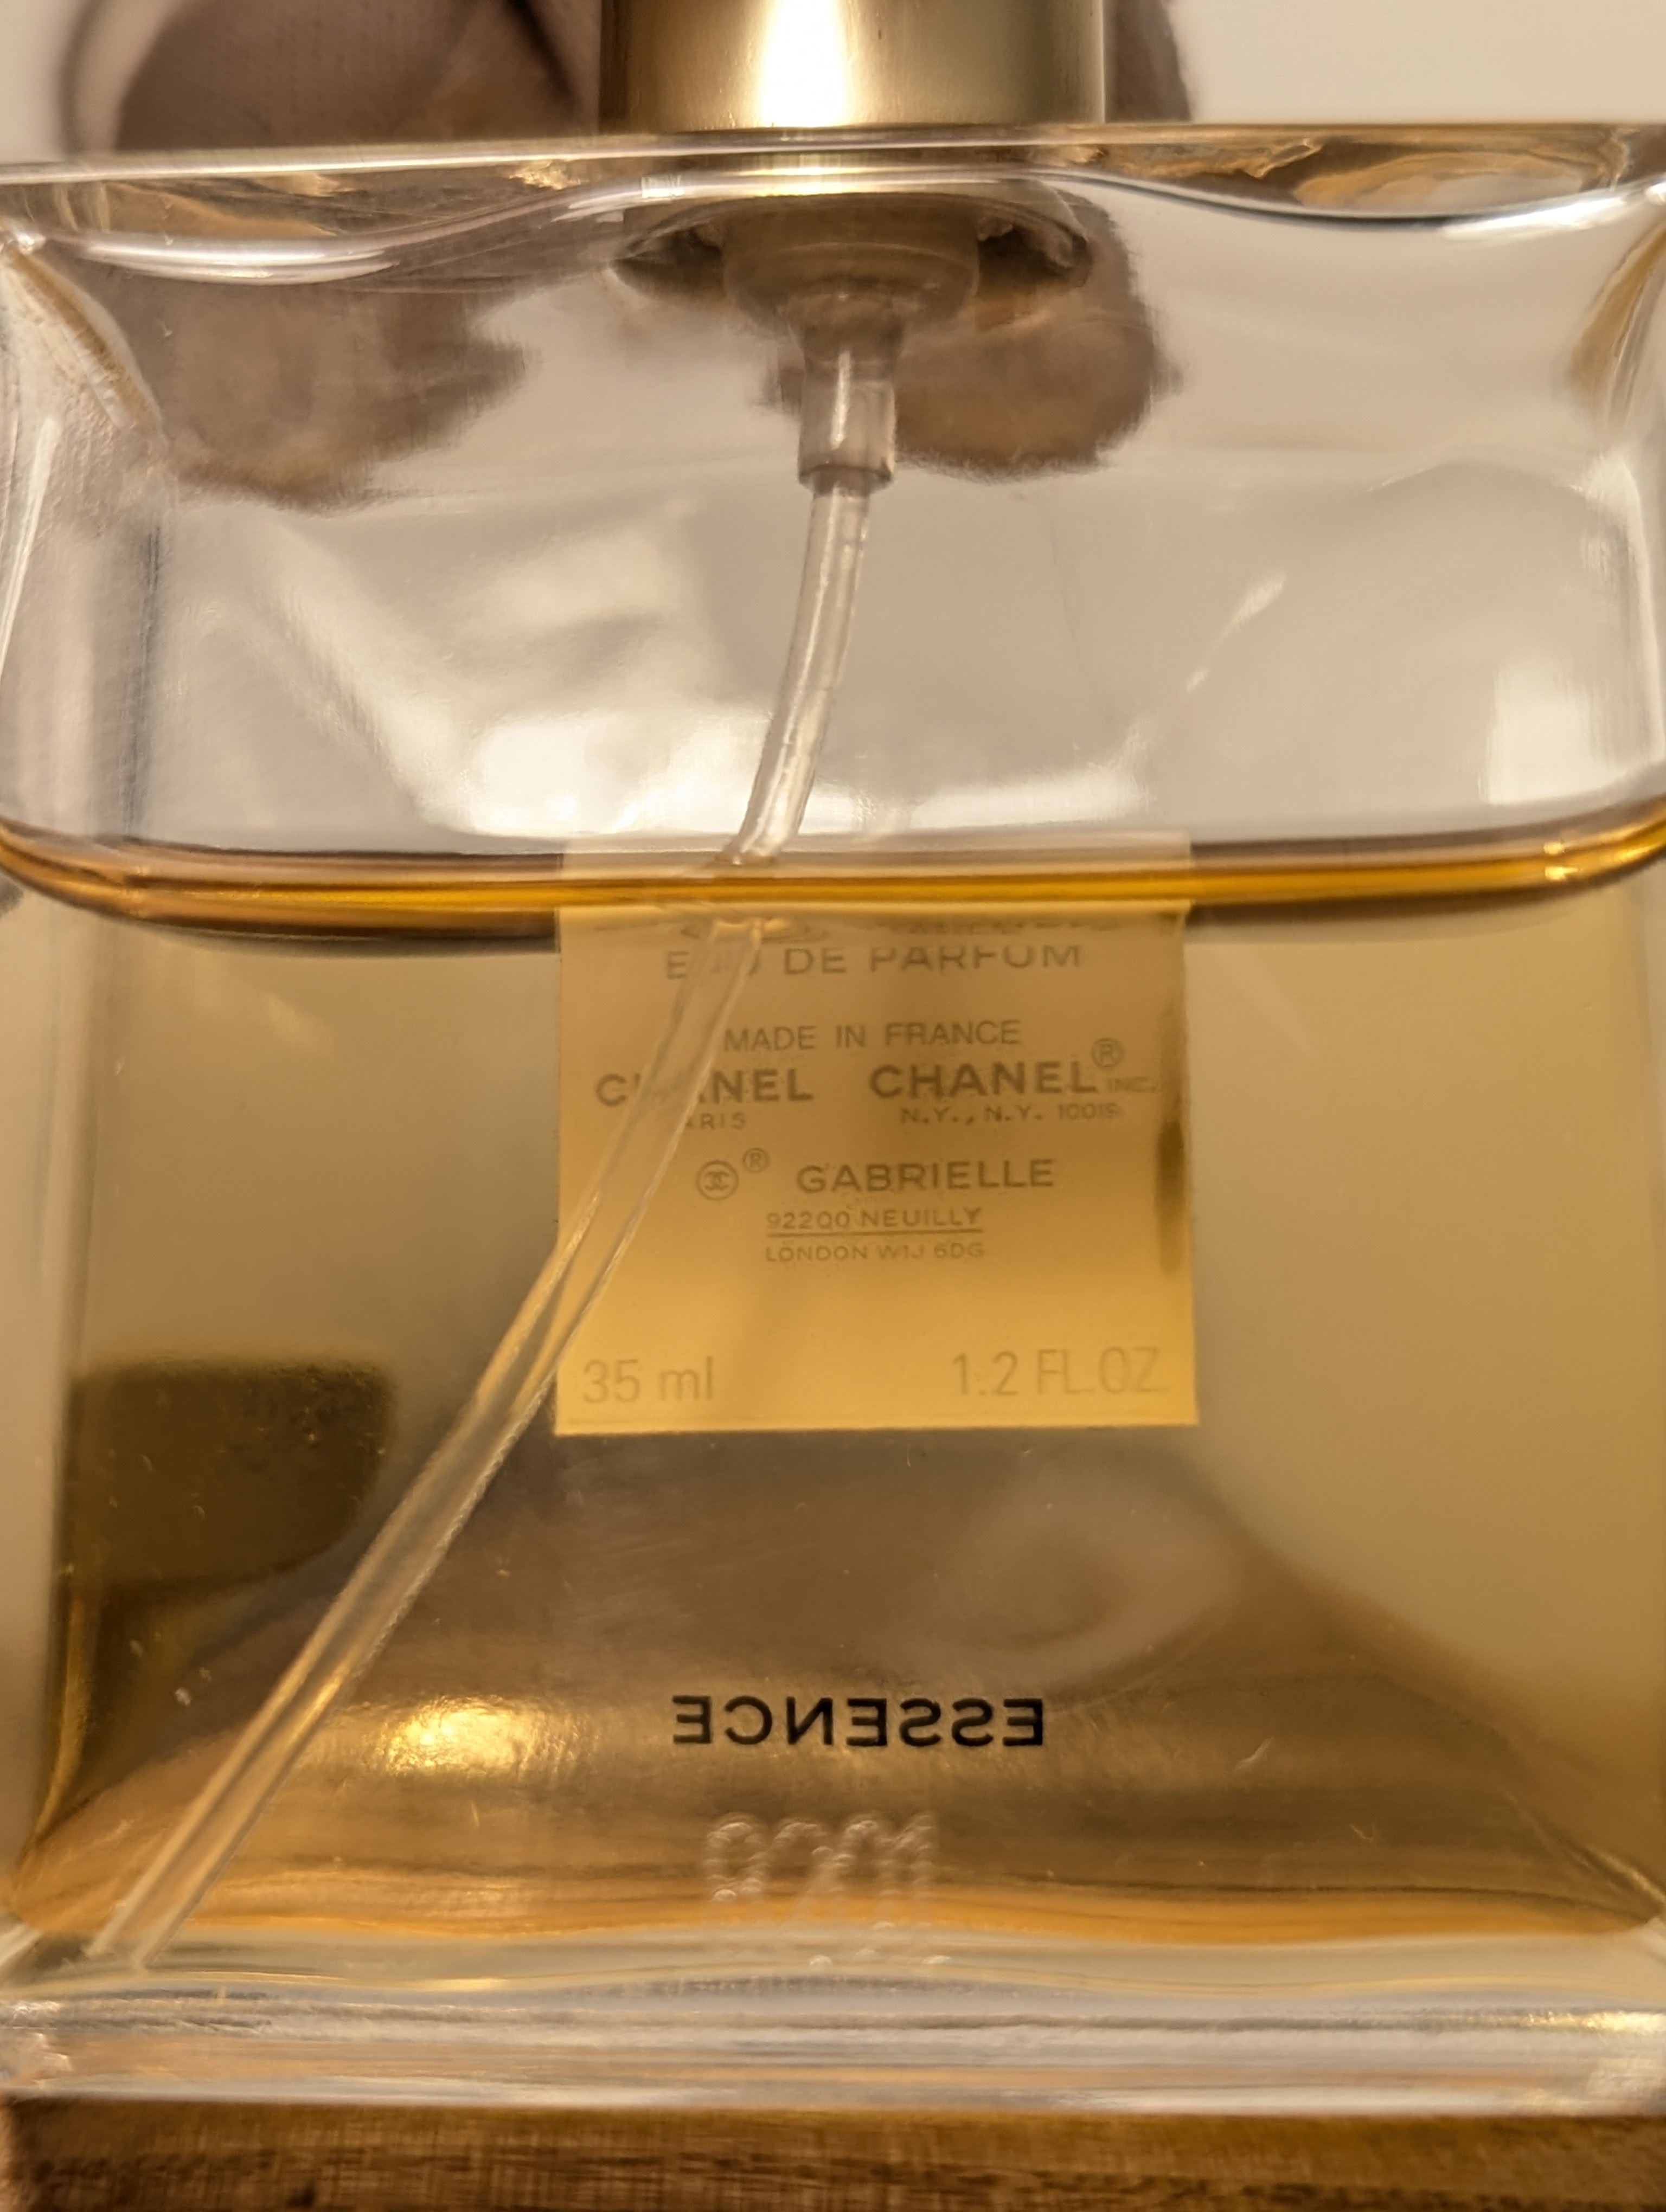 EAU DE PARFUM
MADE IN FRANCE
CHANEL CHANEL® INC.
PARIS N.Y., N.Y. 10019
® GABRIELLE
92200 NEUILLY
LONDON W1J 6DG
35 ml 1.2 FL.OZ.
ESSENCE